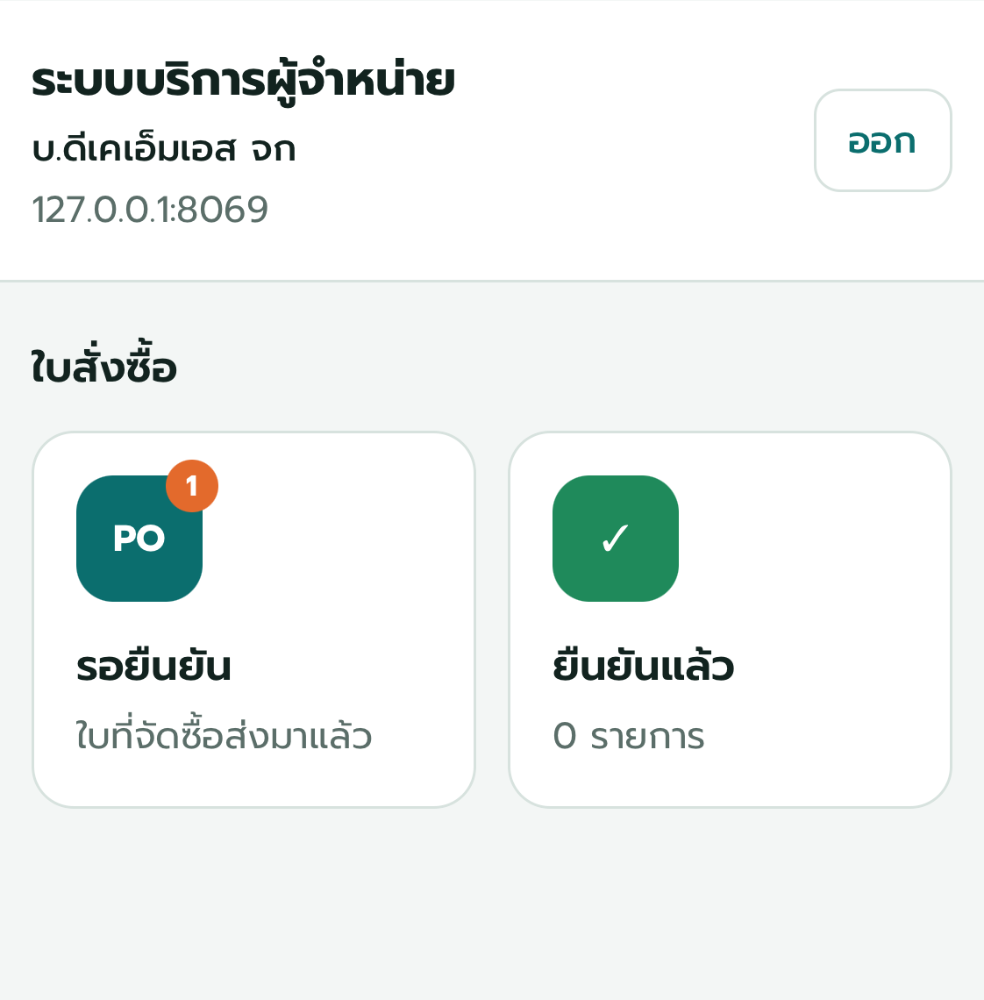 ระบบบริการผู้จำหน่าย
บ.ดีเคเอ็มเอส จก
127.0.0.1:8069
ออก
ใบสั่งซื้อ
PO
1
✓
รอยืนยัน
ใบที่จัดซื้อส่งมาแล้ว
ยืนยันแล้ว
0 รายการ